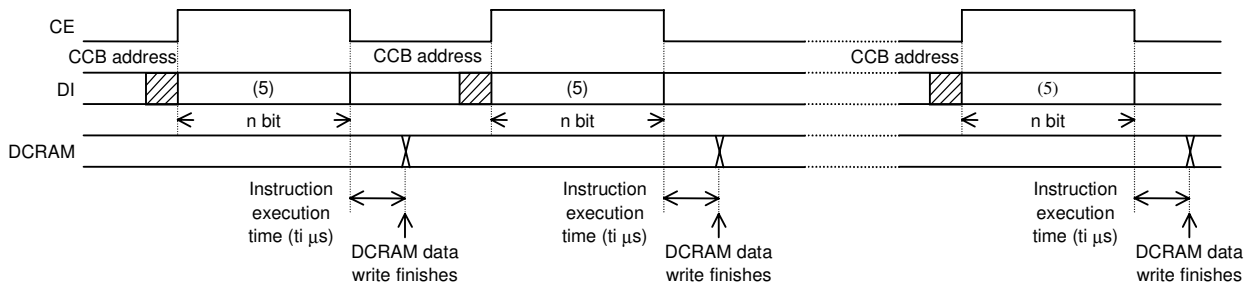 CE
CCB address
CCB address
CCB address
DI
(5)
(5)
(5)
n bit
n bit
n bit
DCRAM
Instruction
execution
time (ti μs)
Instruction
execution
time (ti μs)
Instruction
execution
time (ti μs)
DCRAM data
write finishes
DCRAM data
write finishes
DCRAM data
write finishes